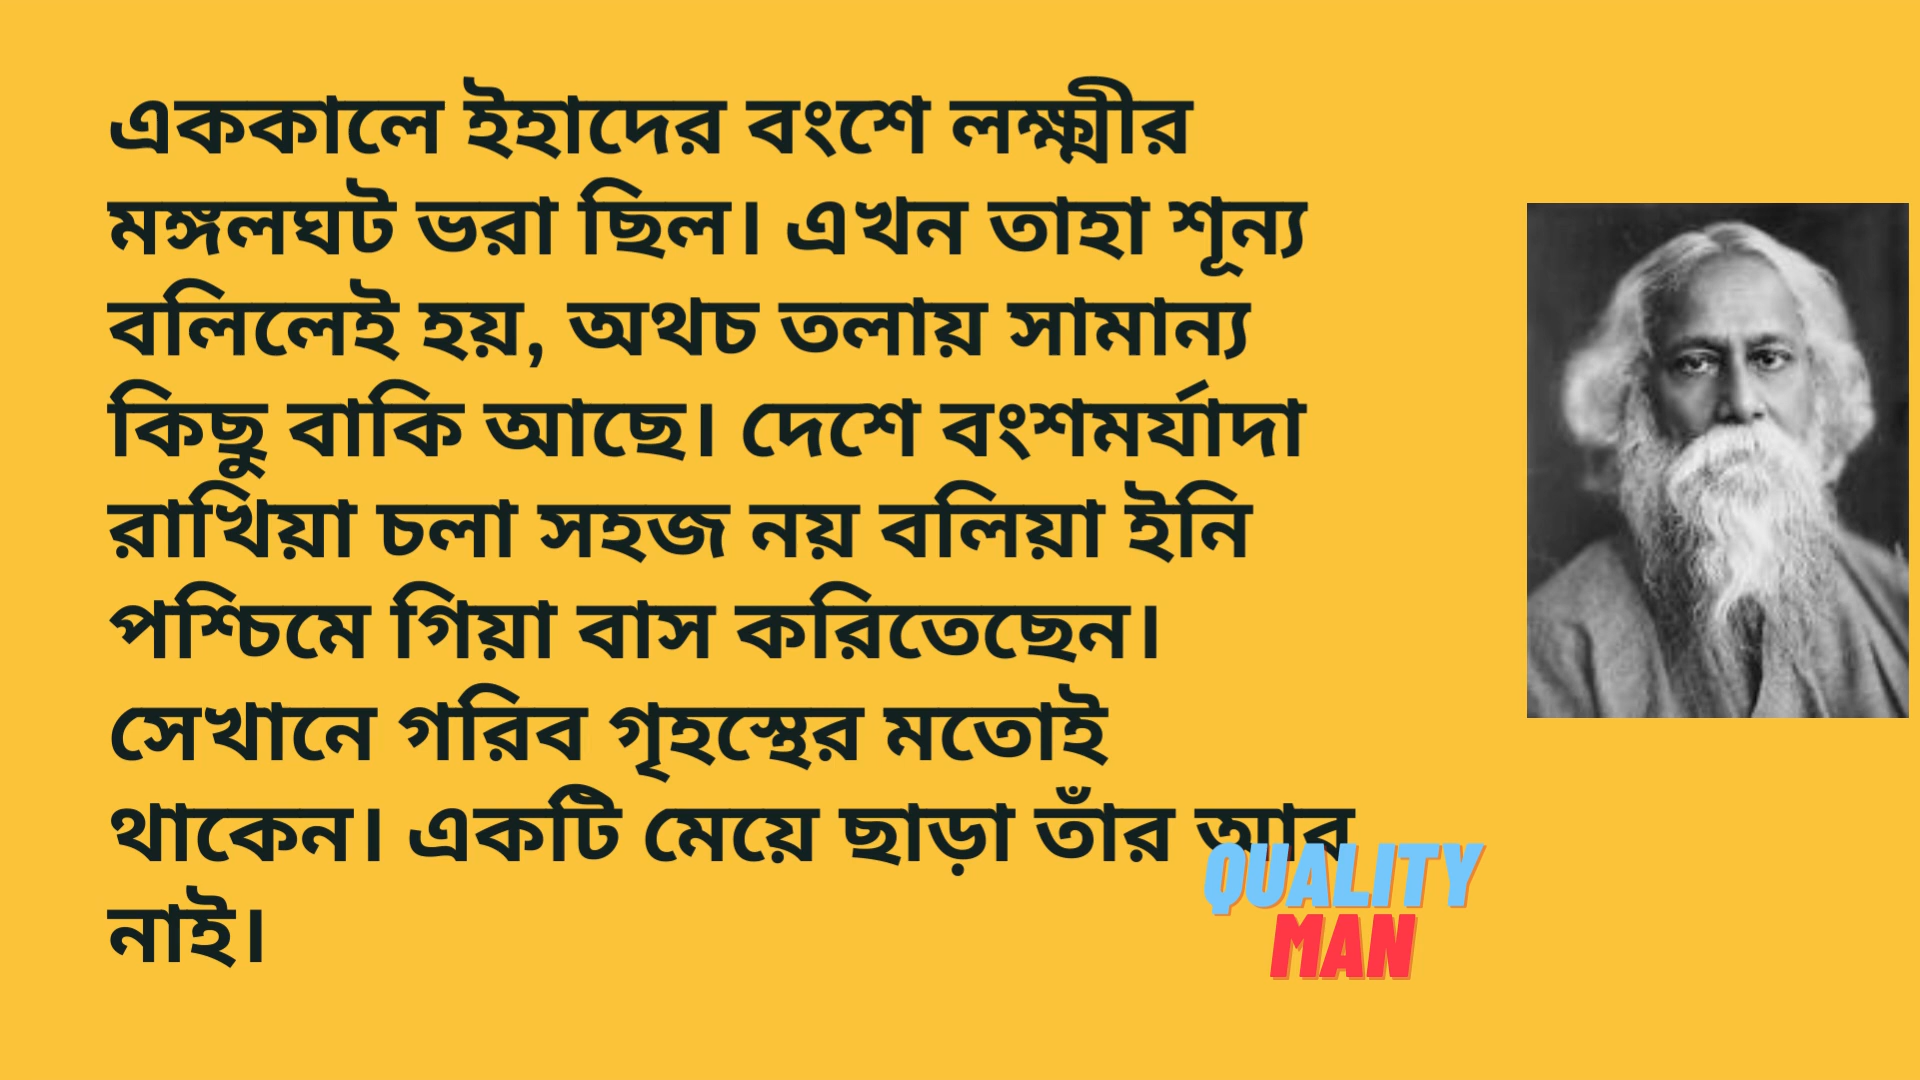 এককালে ইহাদের বংশে লক্ষ্মীর
মঙ্গলঘট ভরা ছিল। এখন তাহা শূন্য
বলিলেই হয়, অথচ তলায় সামান্য
কিছু বাকি আছে। দেশে বংশমর্যাদা
রাখিয়া চলা সহজ নয় বলিয়া ইনি
পশ্চিমে গিয়া বাস করিতেছেন।
সেখানে গরিব গৃহস্থের মতোই
থাকেন। একটি মেয়ে ছাড়া তাঁর আর
নাই।
QUALITY
MAN